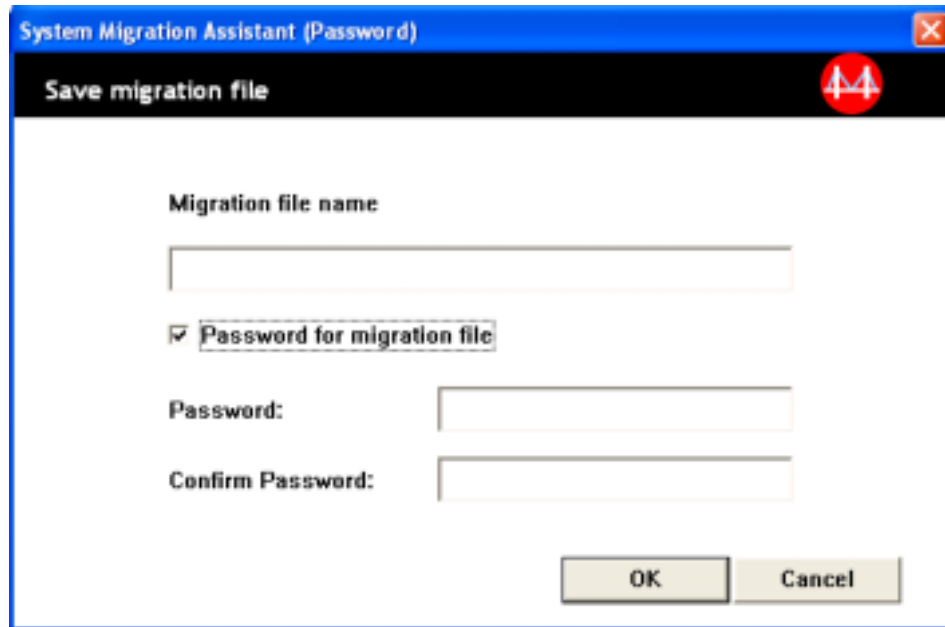 System Migration Assistant (Password)
Save migration file
Migration file name
Password for migration file
Password:
Confirm Password:
OK Cancel